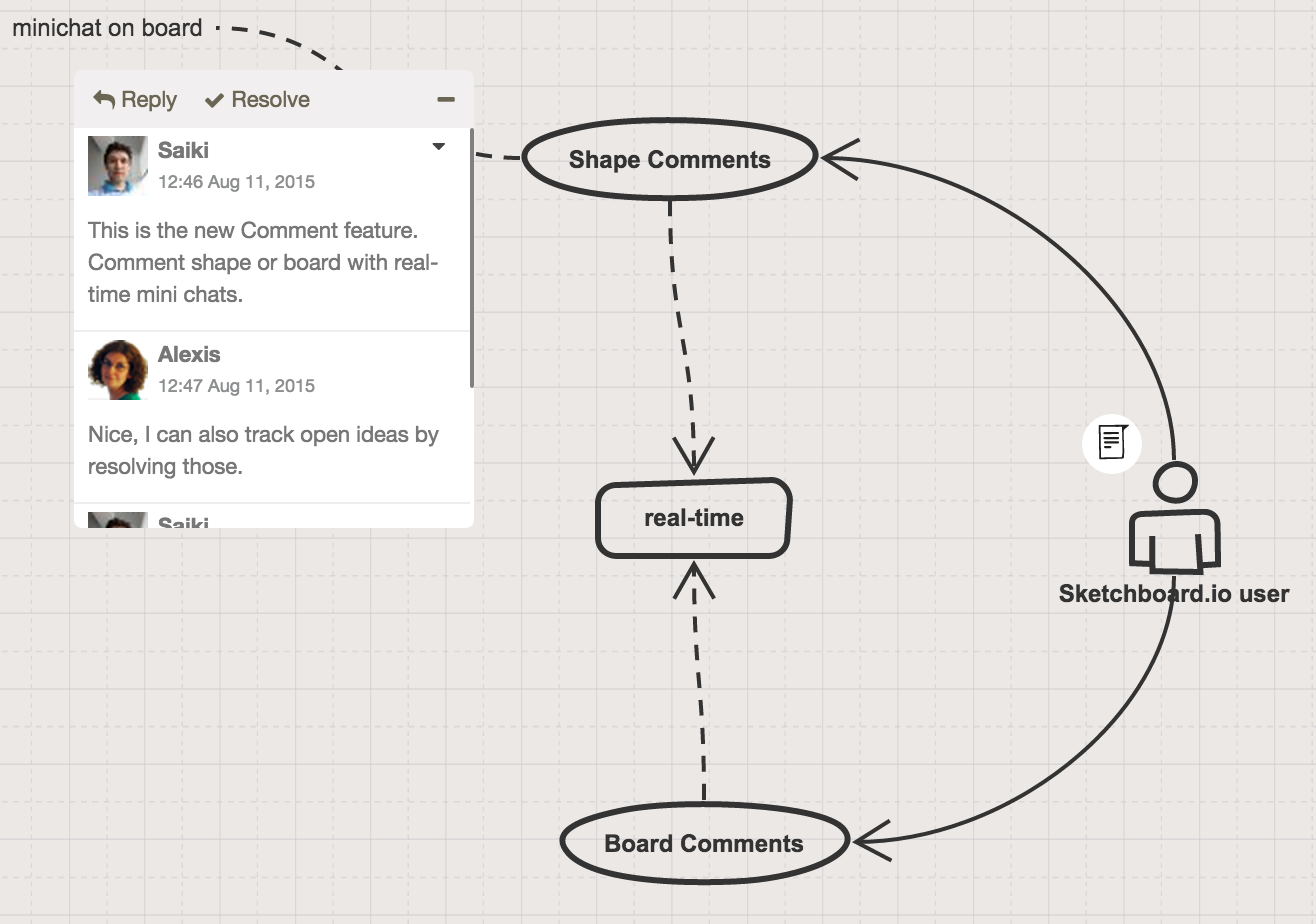 minichat on board
Reply Resolve
Saiki
12:46 Aug 11, 2015
This is the new Comment feature.
Comment shape or board with real-
time mini chats.
Alexis
12:47 Aug 11, 2015
Nice, I can also track open ideas by
resolving those.
Saiki
Shape Comments
real-time
Sketchboard.io user
Board Comments